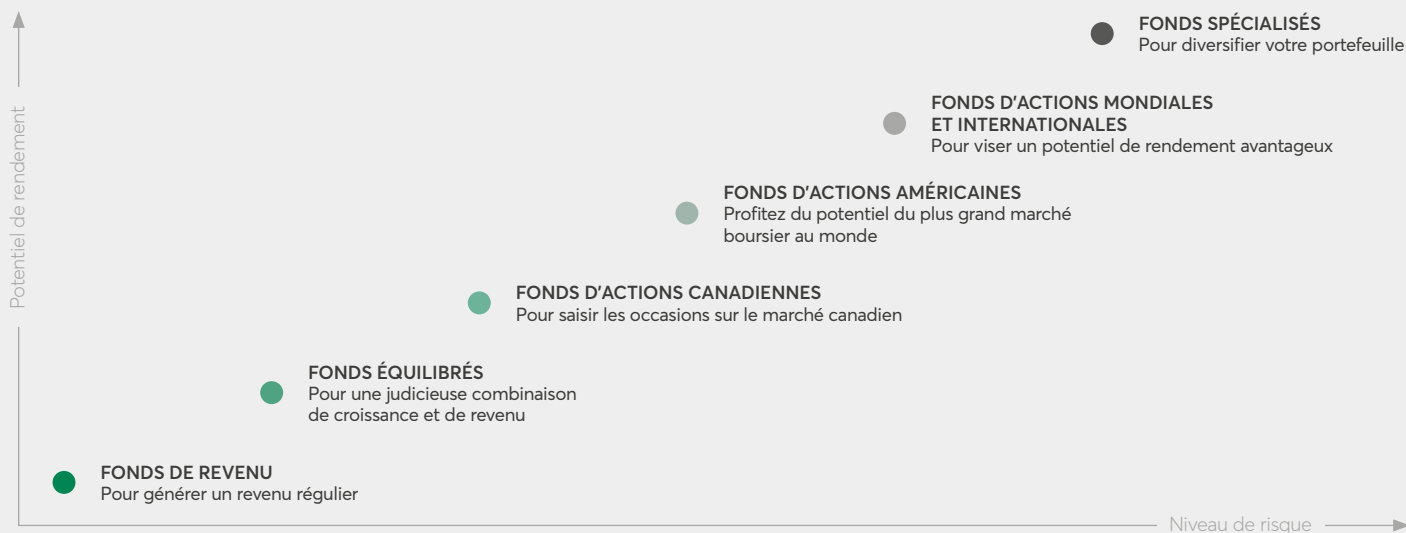 FONDS SPÉCIALISÉS
Pour diversifier votre portefeuille
FONDS D'ACTIONS MONDIALES
ET INTERNATIONALES
Pour viser un potentiel de rendement avantageux
FONDS D'ACTIONS AMÉRICAINES
Profitez du potentiel du plus grand marché
boursier au monde
FONDS D'ACTIONS CANADIENNES
Pour saisir les occasions sur le marché canadien
FONDS ÉQUILIBRÉS
Pour une judicieuse combinaison
de croissance et de revenu
FONDS DE REVENU
Pour générer un revenu régulier
Potentiel de rendement
Niveau de risque